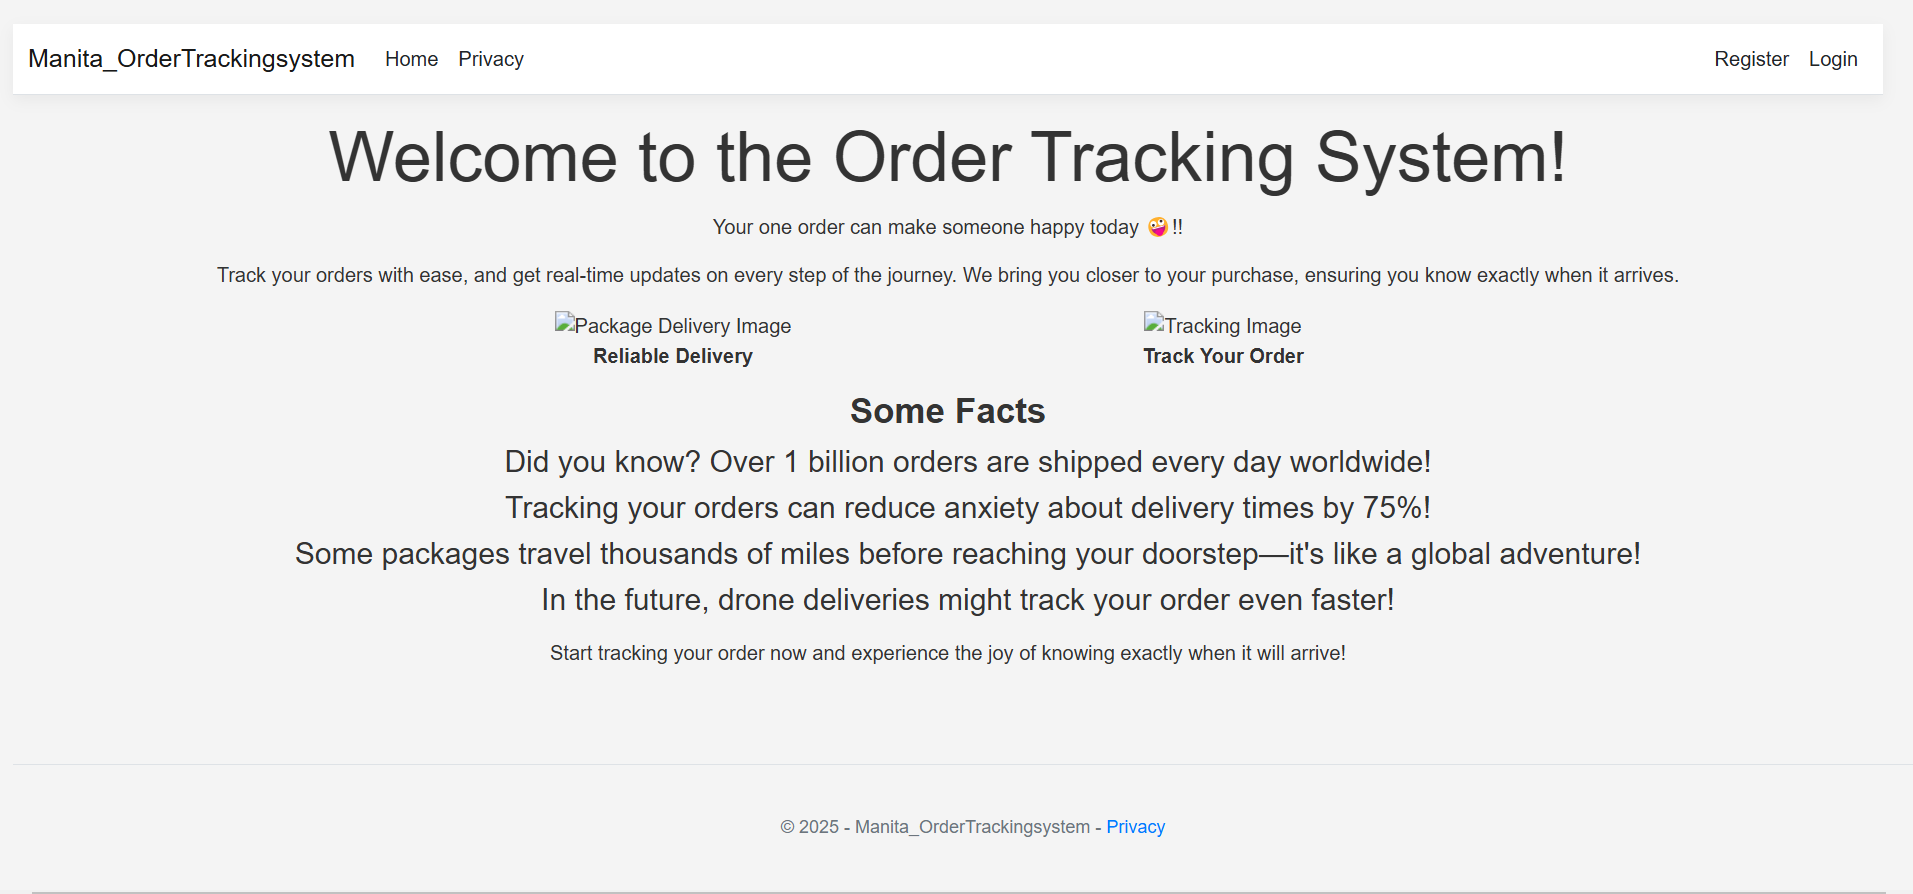 Manita_OrderTrackingsystem Home Privacy Register Login
Welcome to the Order Tracking System!
Your one order can make someone happy today 🤪!!
Track your orders with ease, and get real-time updates on every step of the journey. We bring you closer to your purchase, ensuring you know exactly when it arrives.
Package Delivery Image Tracking Image
Reliable Delivery Track Your Order
Some Facts
Did you know? Over 1 billion orders are shipped every day worldwide!
Tracking your orders can reduce anxiety about delivery times by 75%!
Some packages travel thousands of miles before reaching your doorstep—it's like a global adventure!
In the future, drone deliveries might track your order even faster!
Start tracking your order now and experience the joy of knowing exactly when it will arrive!
© 2025 - Manita_OrderTrackingsystem - Privacy